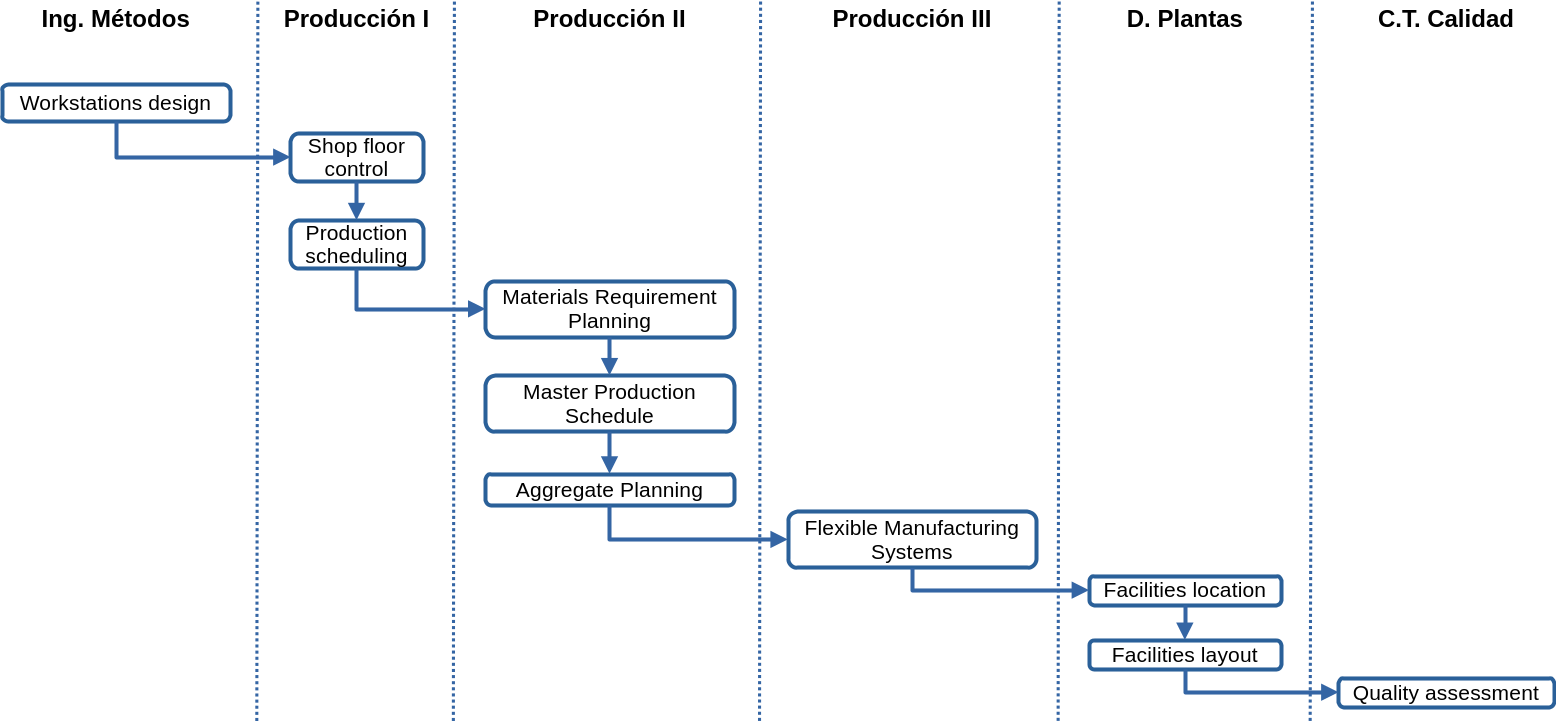 Ing. Métodos
Producción I
Producción II
Producción III
D. Plantas
C.T. Calidad
Workstations design
Shop floor
control
Production
scheduling
Materials Requirement
Planning
Master Production
Schedule
Aggregate Planning
Flexible Manufacturing
Systems
Facilities location
Facilities layout
Quality assessment